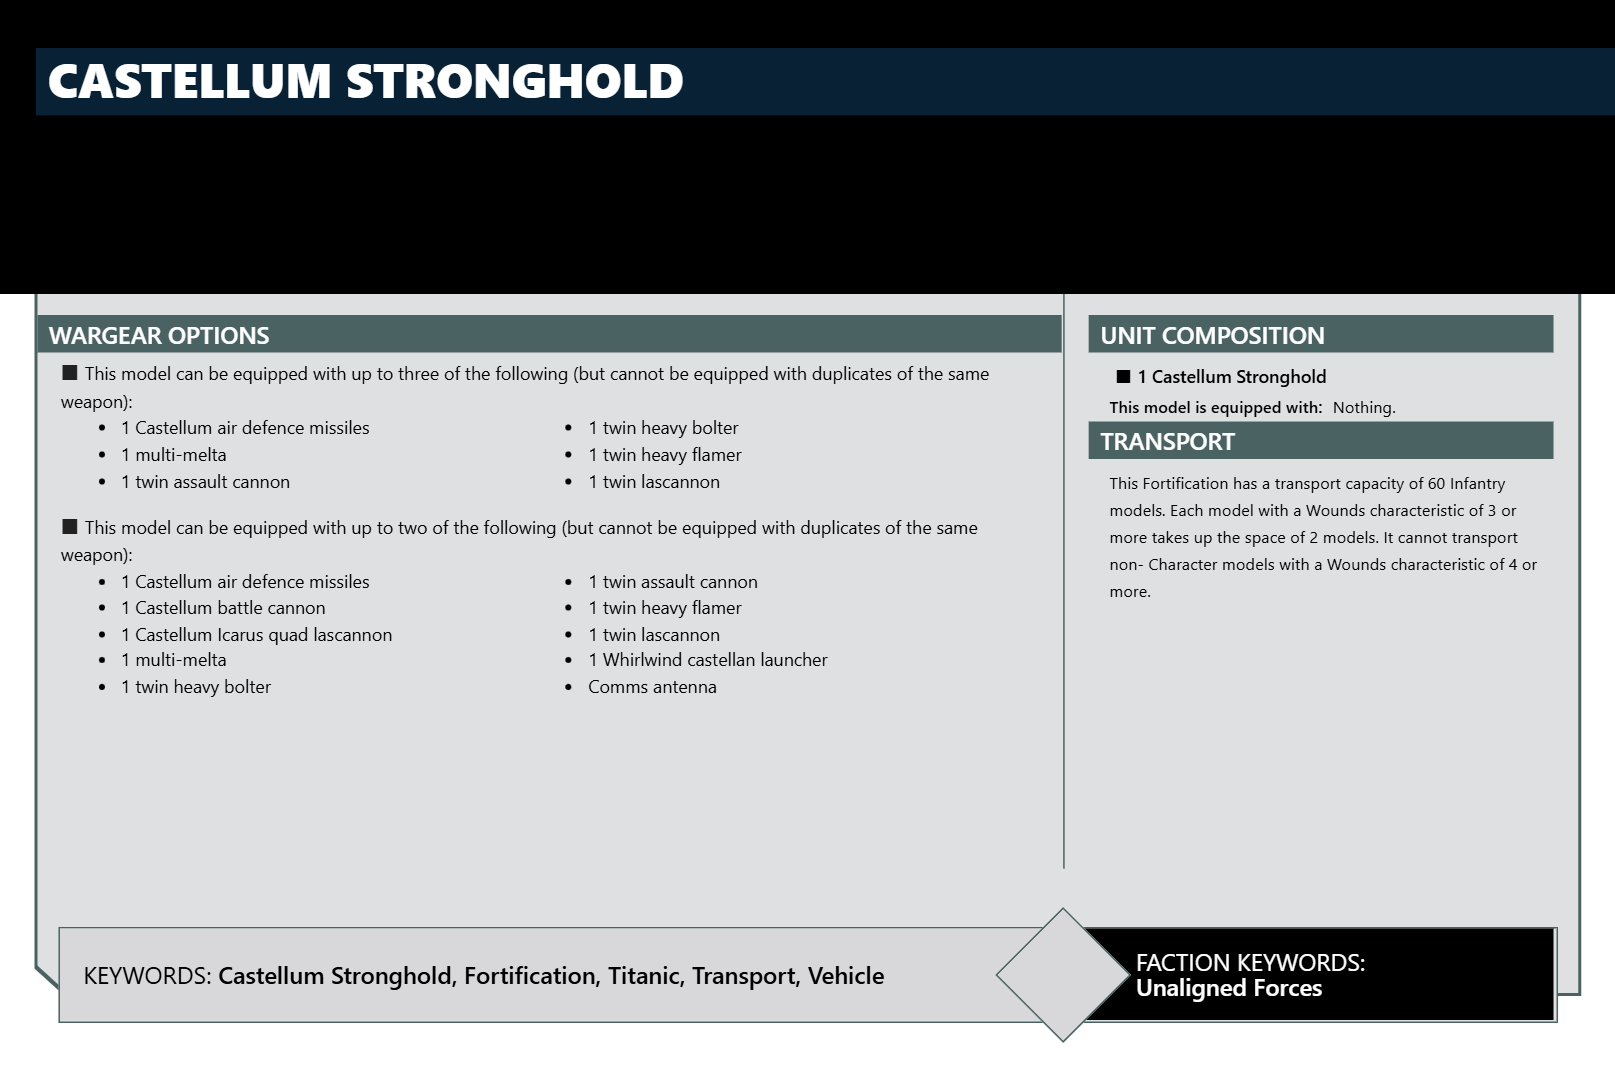 CASTELLUM STRONGHOLD
WARGEAR OPTIONS
■ This model can be equipped with up to three of the following (but cannot be equipped with duplicates of the same
weapon):
• 1 Castellum air defence missiles
• 1 multi-melta
• 1 twin assault cannon
• 1 twin heavy bolter
• 1 twin heavy flamer
• 1 twin lascannon
■ This model can be equipped with up to two of the following (but cannot be equipped with duplicates of the same
weapon):
• 1 Castellum air defence missiles
• 1 Castellum battle cannon
• 1 Castellum Icarus quad lascannon
• 1 multi-melta
• 1 twin heavy bolter
• 1 twin assault cannon
• 1 twin heavy flamer
• 1 twin lascannon
• 1 Whirlwind castellan launcher
• Comms antenna
UNIT COMPOSITION
■ 1 Castellum Stronghold
This model is equipped with: Nothing.
TRANSPORT
This Fortification has a transport capacity of 60 Infantry
models. Each model with a Wounds characteristic of 3 or
more takes up the space of 2 models. It cannot transport
non- Character models with a Wounds characteristic of 4 or
more.
KEYWORDS: Castellum Stronghold, Fortification, Titanic, Transport, Vehicle
FACTION KEYWORDS:
Unaligned Forces